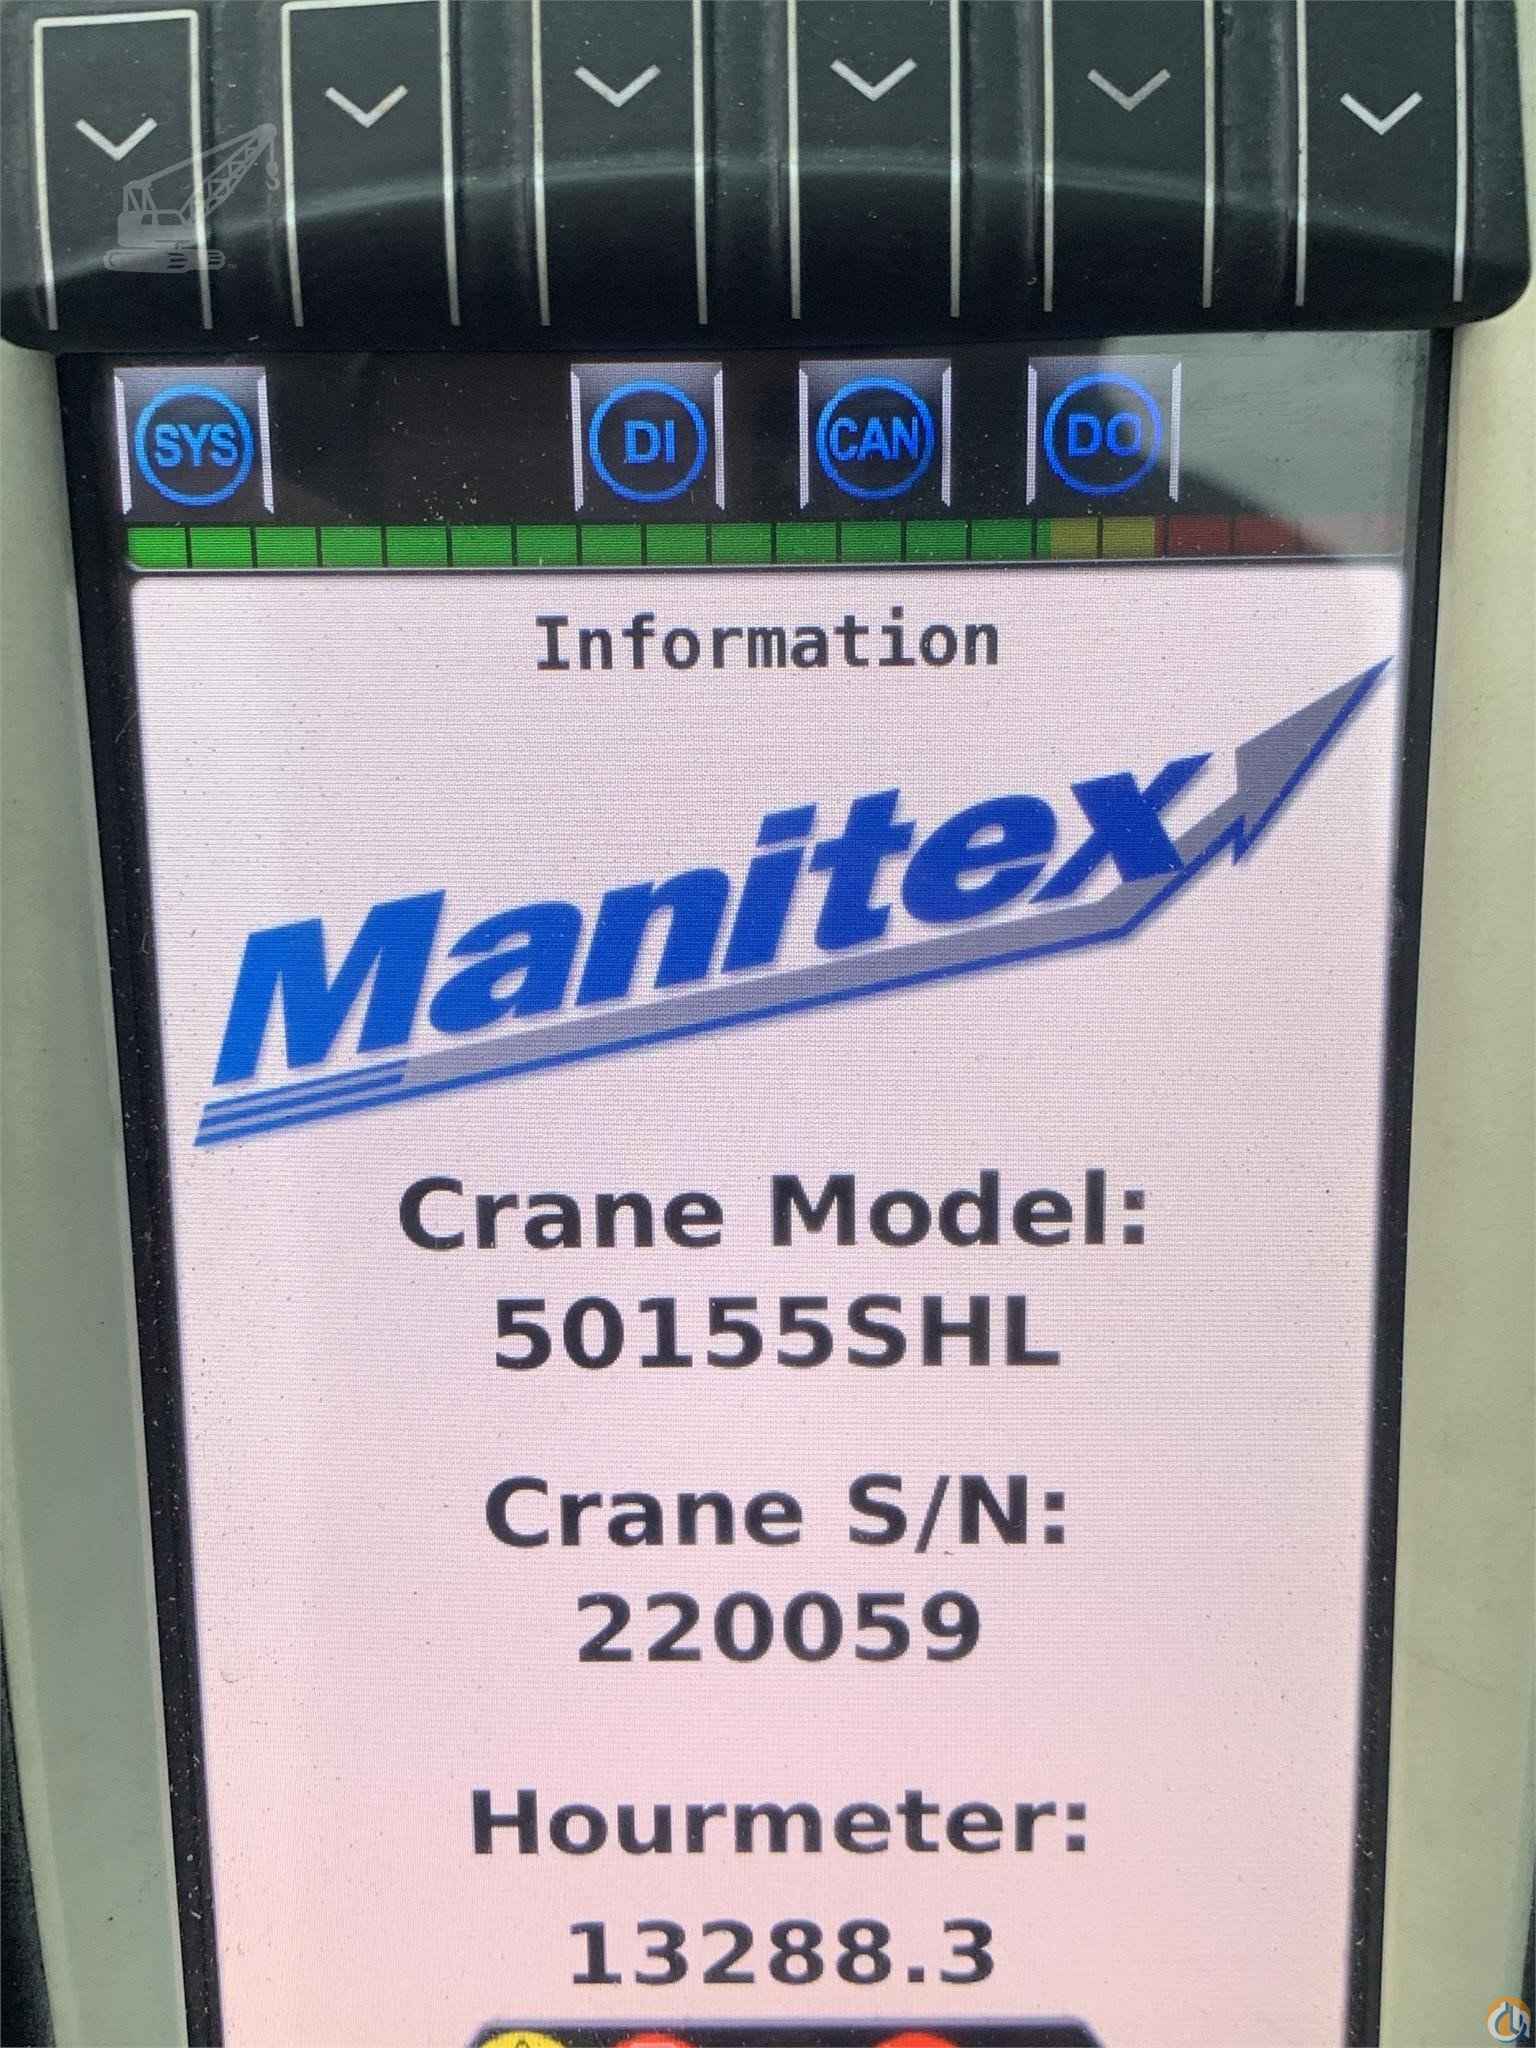 SYS DI CAN DO
Information
Manitex
Crane Model:
50155SHL
Crane S/N:
220059
Hourmeter:
13288.3